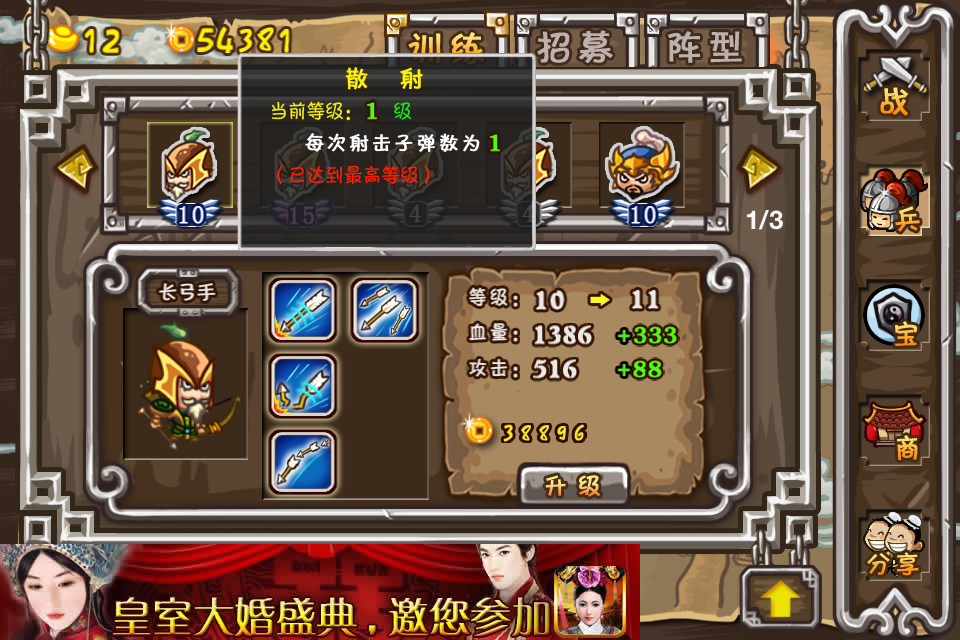 12 54381
训练 招募 阵型
散 射
当前等级: 1 级
每次射击子弹数为 1
(已达到最高等级)
10 15 4 4 10
1/3
长弓手
等级: 10 11
血量: 1386 +333
攻击: 516 +88
38896
升级
战
兵
宝
商
分享
皇室大婚盛典，邀您参加